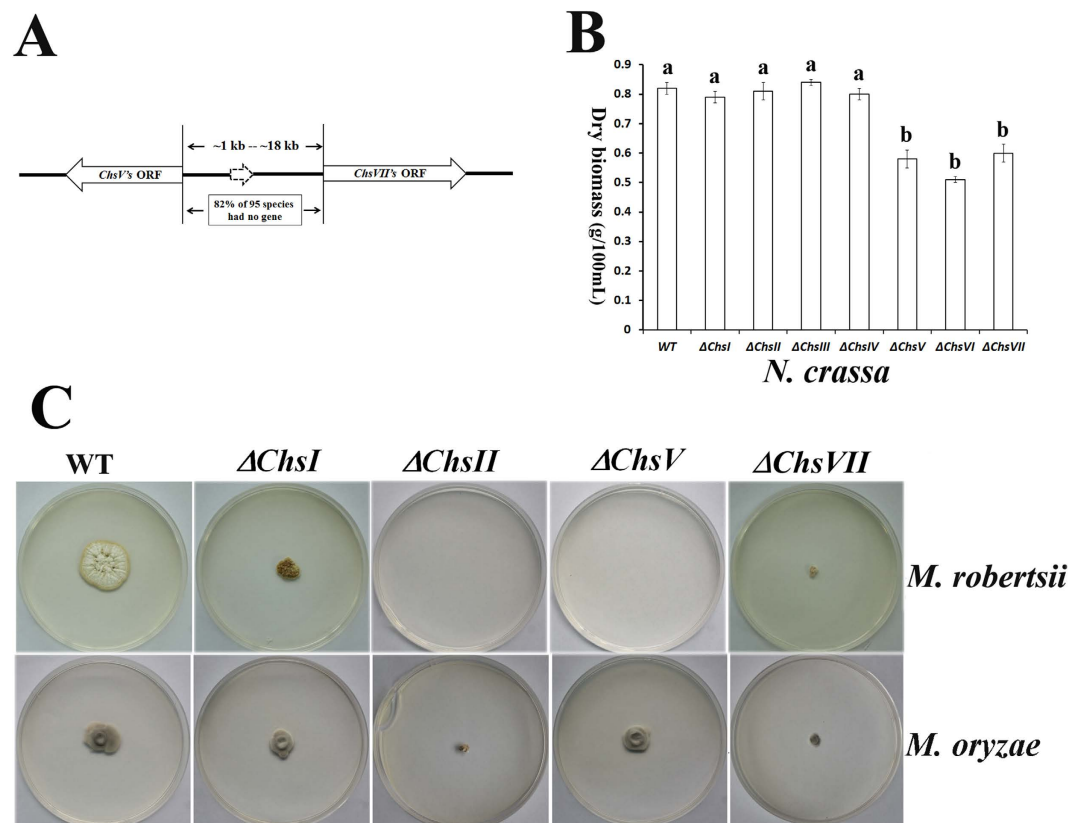 A
~1 kb -- ~18 kb
ChsV's ORF
ChsVII's ORF
82% of 95 species
had no gene
B
Dry biomass (g/100mL)
0.9
0.8
0.7
0.6
0.5
0.4
0.3
0.2
0.1
0
a a a a a b b b
WT ΔChsI ΔChsII ΔChsIII ΔChsIV ΔChsV ΔChsVI ΔChsVII
N. crassa
C
WT ΔChsI ΔChsII ΔChsV ΔChsVII
M. robertsii
M. oryzae